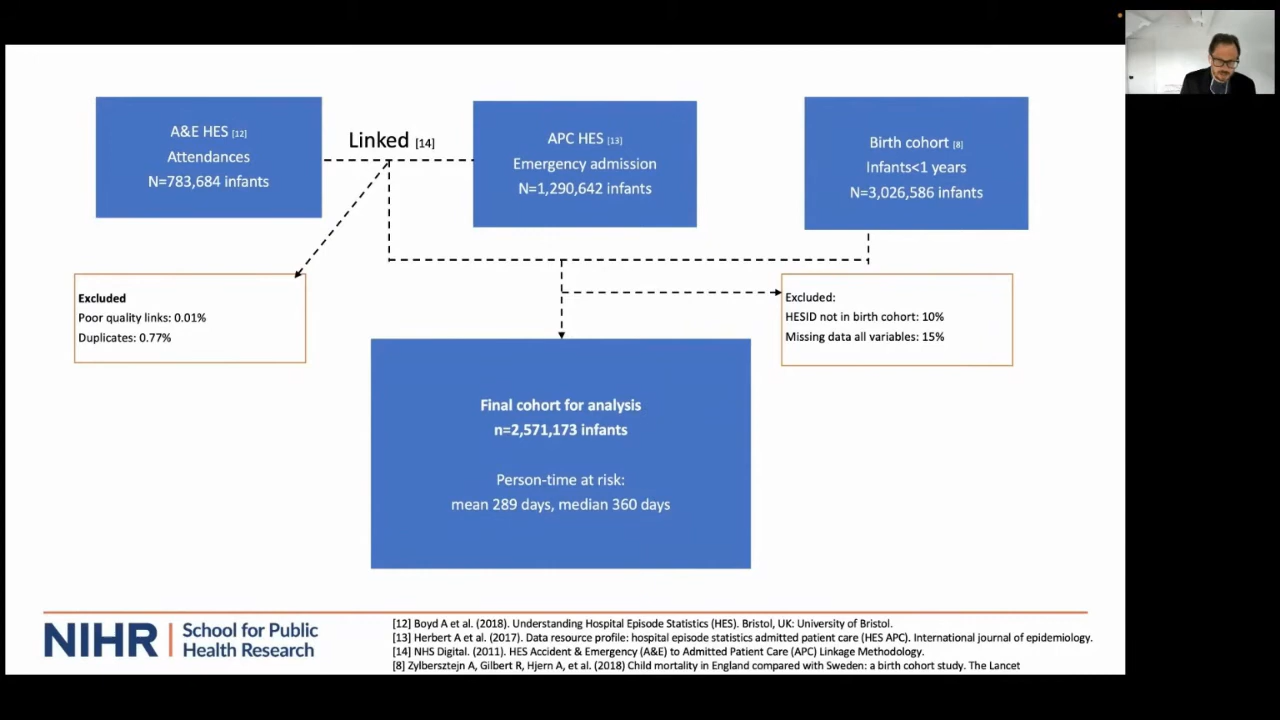 A&E HES [12]
Attendances
N=783,684 infants
Linked [14]
APC HES [13]
Emergency admission
N=1,290,642 infants
Birth cohort [8]
Infants<1 years
N=3,026,586 infants
Excluded
Poor quality links: 0.01%
Duplicates: 0.77%
Excluded:
HESID not in birth cohort: 10%
Missing data all variables: 15%
Final cohort for analysis
n=2,571,173 infants
Person-time at risk:
mean 289 days, median 360 days
NIHR | School for Public
Health Research
[12] Boyd A et al. (2018). Understanding Hospital Episode Statistics (HES). Bristol, UK: University of Bristol.
[13] Herbert A et al. (2017). Data resource profile: hospital episode statistics admitted patient care (HES APC). International journal of epidemiology.
[14] NHS Digital. (2011). HES Accident & Emergency (A&E) to Admitted Patient Care (APC) Linkage Methodology.
[8] Zylbersztejn A, Gilbert R, Hjern A, et al. (2018) Child mortality in England compared with Sweden: a birth cohort study. The Lancet